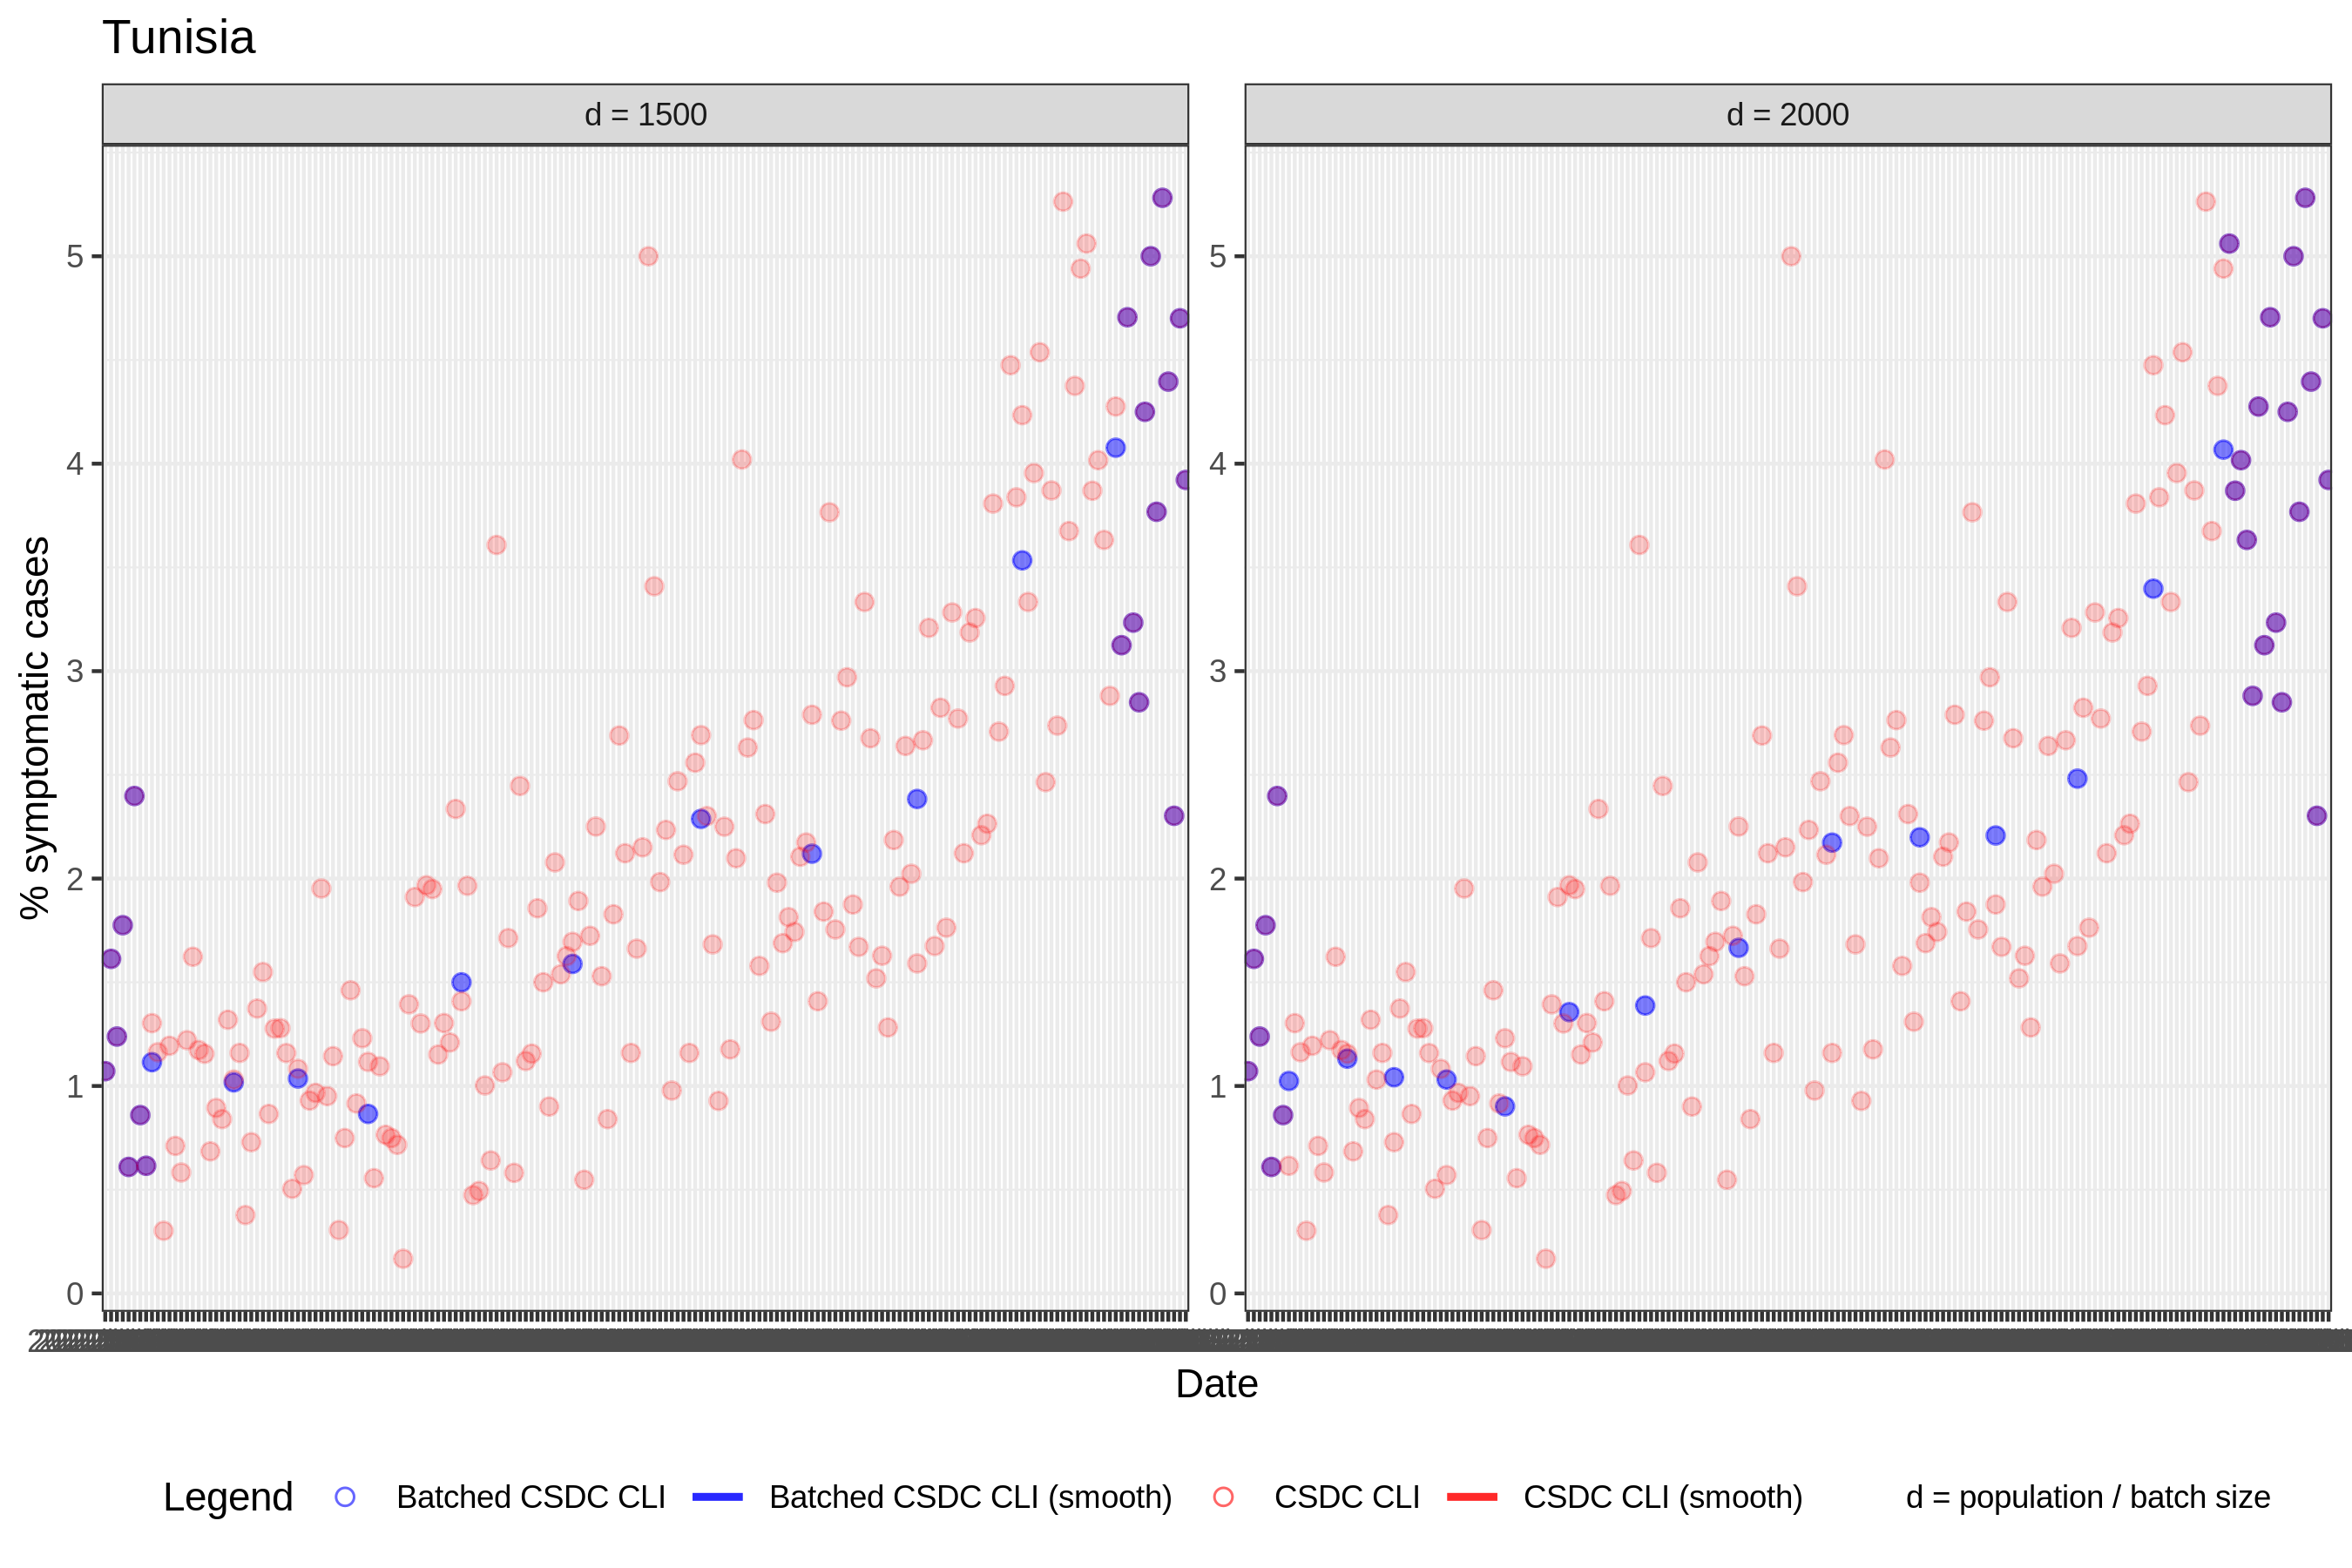 Tunisia
d = 1500
d = 2000
% symptomatic cases
5
4
3
2
1
0
5
4
3
2
1
0
Date
Legend
Batched CSDC CLI
Batched CSDC CLI (smooth)
CSDC CLI
CSDC CLI (smooth)
d = population / batch size